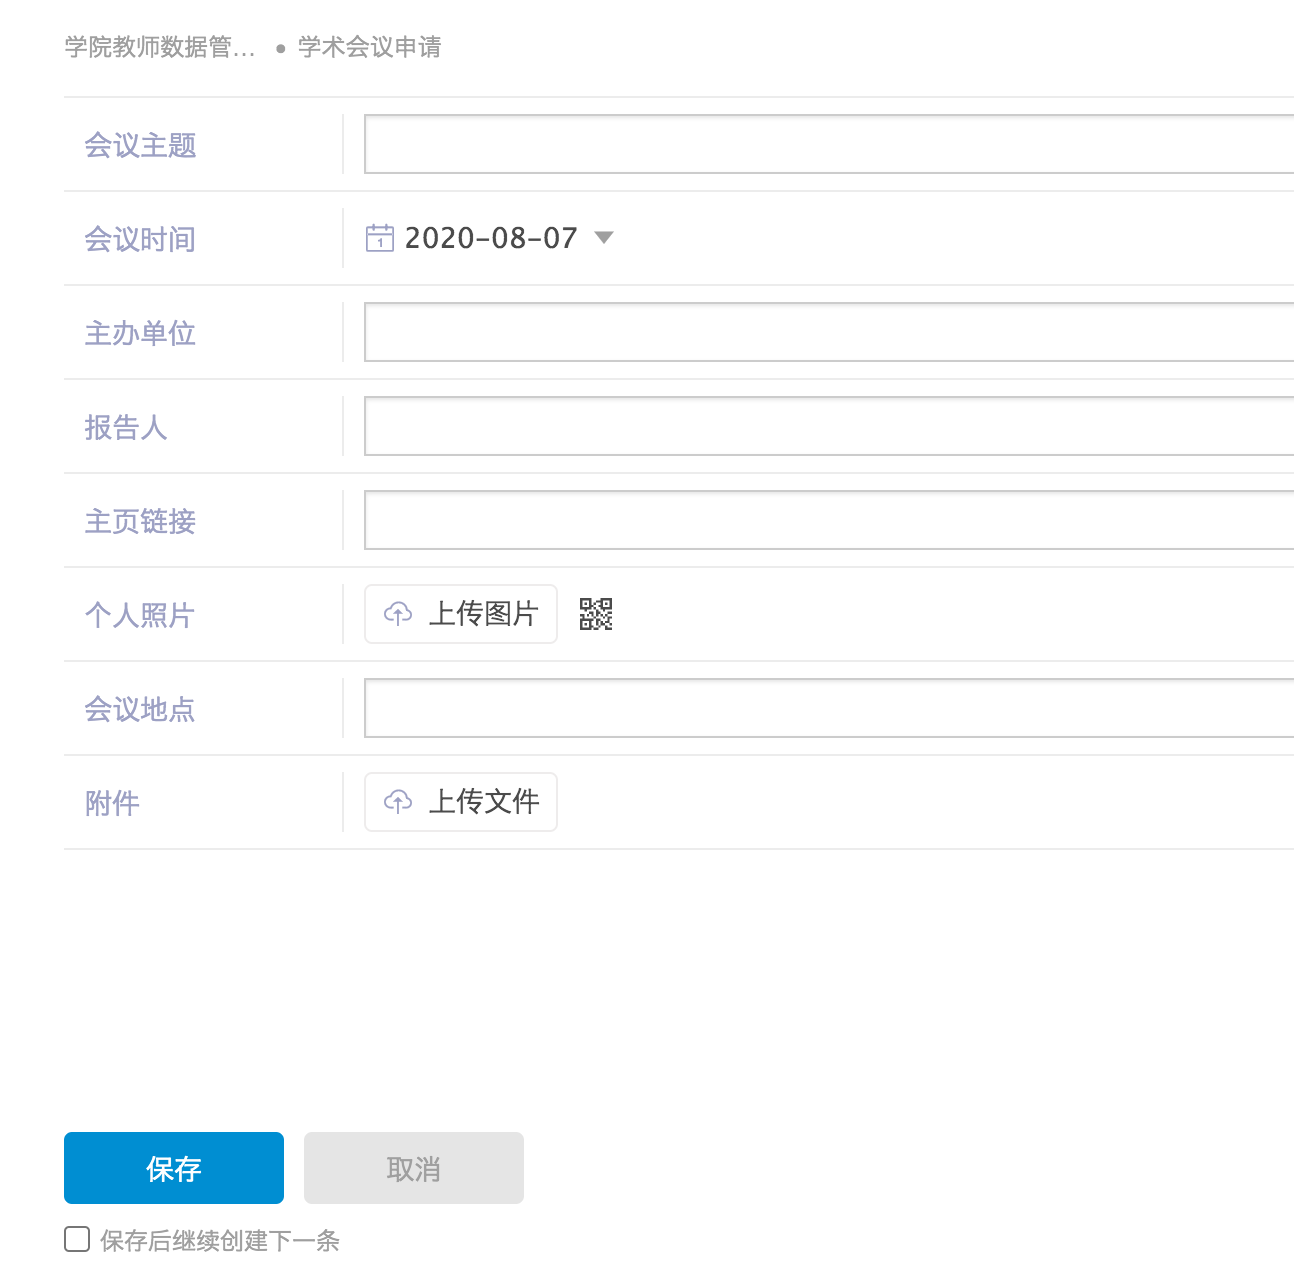 学院教师数据管... • 学术会议申请
会议主题
会议时间 2020-08-07
主办单位
报告人
主页链接
个人照片 上传图片
会议地点
附件 上传文件
保存 取消
保存后继续创建下一条